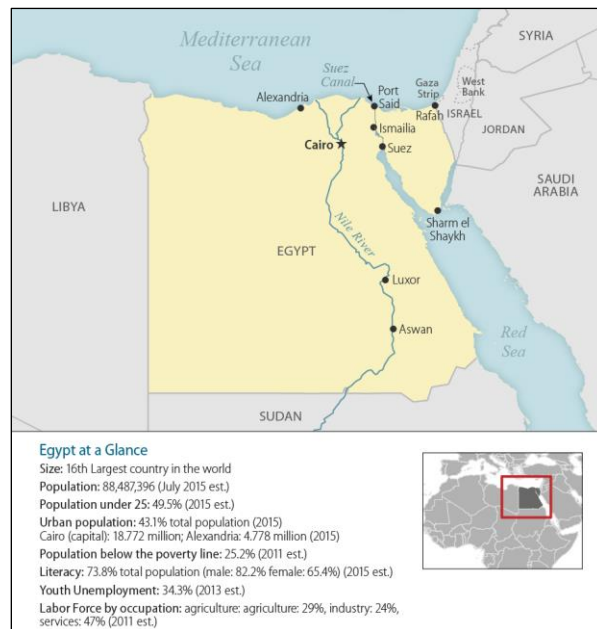 Mediterranean
Sea
SYRIA
Suez
Canal
Port
Said
Gaza
Strip
West
Bank
Alexandria
Rafah
ISRAEL
Ismailia
JORDAN
Cairo
Suez
SAUDI
ARABIA
LIBYA
Sharm el
Shaykh
EGYPT
Nile River
Luxor
Aswan
Red
Sea
SUDAN
Egypt at a Glance
Size: 16th Largest country in the world
Population: 88,487,396 (July 2015 est.)
Population under 25: 49.5% (2015 est.)
Urban population: 43.1% total population (2015)
Cairo (capital): 18.772 million; Alexandria: 4.778 million (2015)
Population below the poverty line: 25.2% (2011 est.)
Literacy: 73.8% total population (male: 82.2% female: 65.4%) (2015 est.)
Youth Unemployment: 34.3% (2013 est.)
Labor Force by occupation: agriculture: agriculture: 29%, industry: 24%,
services: 47% (2011 est.)